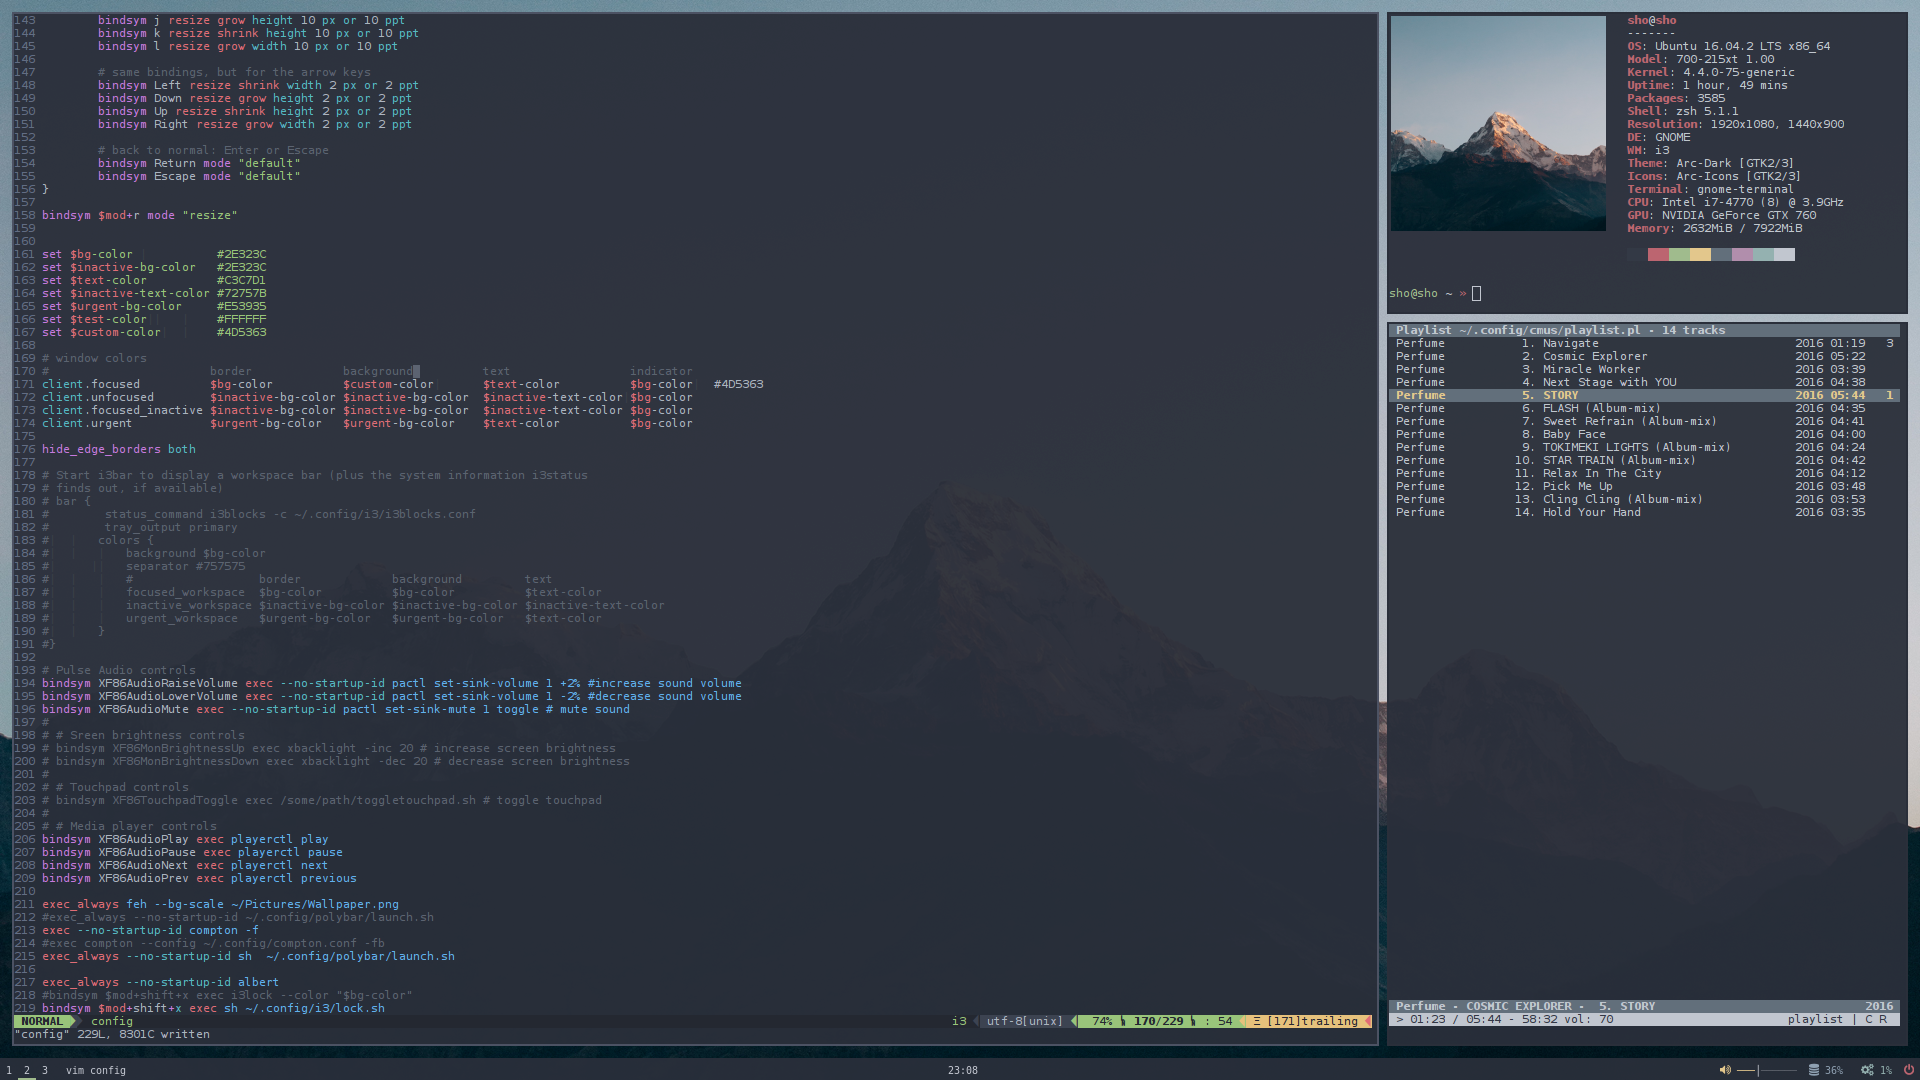 143         bindsym j resize grow height 10 px or 10 ppt
144         bindsym k resize shrink height 10 px or 10 ppt
145         bindsym l resize grow width 10 px or 10 ppt
146
147         # same bindings, but for the arrow keys
148         bindsym Left resize shrink width 2 px or 2 ppt
149         bindsym Down resize grow height 2 px or 2 ppt
150         bindsym Up resize shrink height 2 px or 2 ppt
151         bindsym Right resize grow width 2 px or 2 ppt
152
153         # back to normal: Enter or Escape
154         bindsym Return mode "default"
155         bindsym Escape mode "default"
156 }
157
158 bindsym $mod+r mode "resize"
159
160
161 set $bg-color            #2E323C
162 set $inactive-bg-color   #2E323C
163 set $text-color          #C3C7D1
164 set $inactive-text-color #72757B
165 set $urgent-bg-color     #E53935
166 set $test-color          #FFFFFF
167 set $custom-color        #4D5363
168
169 # window colors
170 #                       border             background          text                 indicator
171 client.focused          $bg-color          $custom-color       $text-color          $bg-color   #4D5363
172 client.unfocused        $inactive-bg-color $inactive-bg-color  $inactive-text-color $bg-color
173 client.focused_inactive $inactive-bg-color $inactive-bg-color  $inactive-text-color $bg-color
174 client.urgent           $urgent-bg-color   $urgent-bg-color    $text-color          $bg-color
175
176 hide_edge_borders both
177
178 # Start i3bar to display a workspace bar (plus the system information i3status
179 # finds out, if available)
180 # bar {
181 #        status_command i3blocks -c ~/.config/i3/i3blocks.conf
182 #        tray_output primary
183 #       colors {
184 #           background $bg-color
185 #           separator #757575
186 #           #                  border             background         text
187 #           focused_workspace  $bg-color          $bg-color          $text-color
188 #           inactive_workspace $inactive-bg-color $inactive-bg-color $inactive-text-color
189 #           urgent_workspace   $urgent-bg-color   $urgent-bg-color   $text-color
190 #       }
191 #}
192
193 # Pulse Audio controls
194 bindsym XF86AudioRaiseVolume exec --no-startup-id pactl set-sink-volume 1 +2% #increase sound volume
195 bindsym XF86AudioLowerVolume exec --no-startup-id pactl set-sink-volume 1 -2% #decrease sound volume
196 bindsym XF86AudioMute exec --no-startup-id pactl set-sink-mute 1 toggle # mute sound
197 #
198 # # Sreen brightness controls
199 # bindsym XF86MonBrightnessUp exec xbacklight -inc 20 # increase screen brightness
200 # bindsym XF86MonBrightnessDown exec xbacklight -dec 20 # decrease screen brightness
201 #
202 # # Touchpad controls
203 # bindsym XF86TouchpadToggle exec /some/path/toggletouchpad.sh # toggle touchpad
204 #
205 # # Media player controls
206 bindsym XF86AudioPlay exec playerctl play
207 bindsym XF86AudioPause exec playerctl pause
208 bindsym XF86AudioNext exec playerctl next
209 bindsym XF86AudioPrev exec playerctl previous
210
211 exec_always feh --bg-scale ~/Pictures/Wallpaper.png
212 #exec_always --no-startup-id ~/.config/polybar/launch.sh
213 exec --no-startup-id compton -f
214 #exec compton --config ~/.config/compton.conf -fb
215 exec_always --no-startup-id sh  ~/.config/polybar/launch.sh
216
217 exec_always --no-startup-id albert
218 #bindsym $mod+shift+x exec i3lock --color "$bg-color"
219 bindsym $mod+shift+x exec sh ~/.config/i3/lock.sh
NORMAL config i3 utf-8[unix] 74% 170/229 : 54 Ξ [171]trailing
"config" 229L, 8301C written
sho@sho
-------
OS: Ubuntu 16.04.2 LTS x86_64
Model: 700-215xt 1.00
Kernel: 4.4.0-75-generic
Uptime: 1 hour, 49 mins
Packages: 3585
Shell: zsh 5.1.1
Resolution: 1920x1080, 1440x900
DE: GNOME
WM: i3
Theme: Arc-Dark [GTK2/3]
Icons: Arc-Icons [GTK2/3]
Terminal: gnome-terminal
CPU: Intel i7-4770 (8) @ 3.9GHz
GPU: NVIDIA GeForce GTX 760
Memory: 2632MiB / 7922MiB
sho@sho ~ »
Playlist ~/.config/cmus/playlist.pl - 14 tracks
Perfume 1. Navigate 2016 01:19 3
Perfume 2. Cosmic Explorer 2016 05:22
Perfume 3. Miracle Worker 2016 03:39
Perfume 4. Next Stage with YOU 2016 04:38
Perfume 5. STORY 2016 05:44 1
Perfume 6. FLASH (Album-mix) 2016 04:35
Perfume 7. Sweet Refrain (Album-mix) 2016 04:41
Perfume 8. Baby Face 2016 04:00
Perfume 9. TOKIMEKI LIGHTS (Album-mix) 2016 04:24
Perfume 10. STAR TRAIN (Album-mix) 2016 04:42
Perfume 11. Relax In The City 2016 04:12
Perfume 12. Pick Me Up 2016 03:48
Perfume 13. Cling Cling (Album-mix) 2016 03:53
Perfume 14. Hold Your Hand 2016 03:35
Perfume - COSMIC EXPLORER -  5. STORY 2016
> 01:23 / 05:44 - 58:32 vol: 70 playlist | C R
1 2 3 vim config 23:08 36% 1%